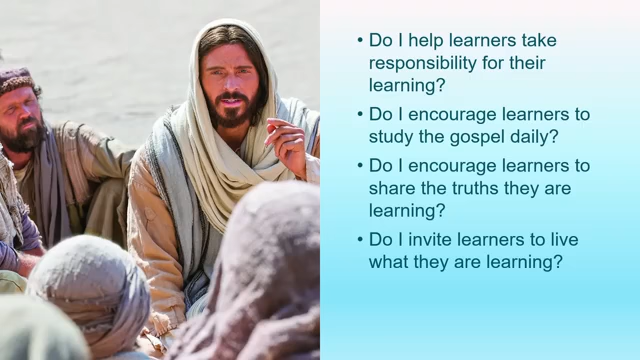 • Do I help learners take
responsibility for their
learning?
• Do I encourage learners to
study the gospel daily?
• Do I encourage learners to
share the truths they are
learning?
• Do I invite learners to live
what they are learning?